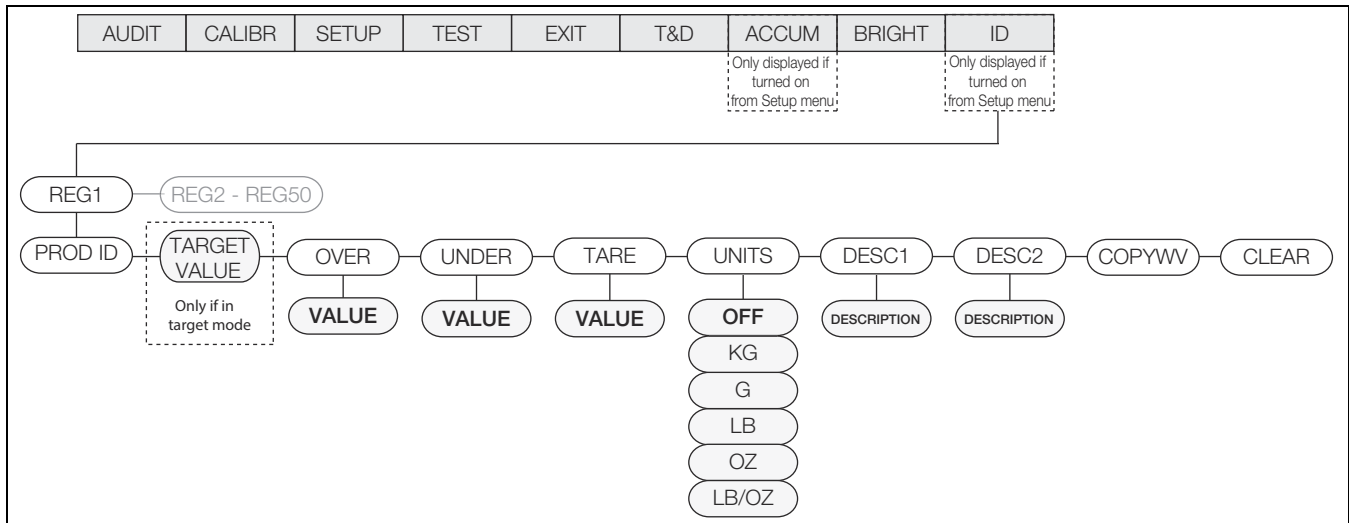 AUDIT CALIBR SETUP TEST EXIT T&D ACCUM BRIGHT ID
Only displayed if
turned on
from Setup menu
Only displayed if
turned on
from Setup menu
REG1 REG2 - REG50
PROD ID TARGET
VALUE OVER UNDER TARE UNITS DESC1 DESC2 COPYWV CLEAR
Only if in
target mode
VALUE VALUE VALUE OFF DESCRIPTION DESCRIPTION
KG
G
LB
OZ
LB/OZ